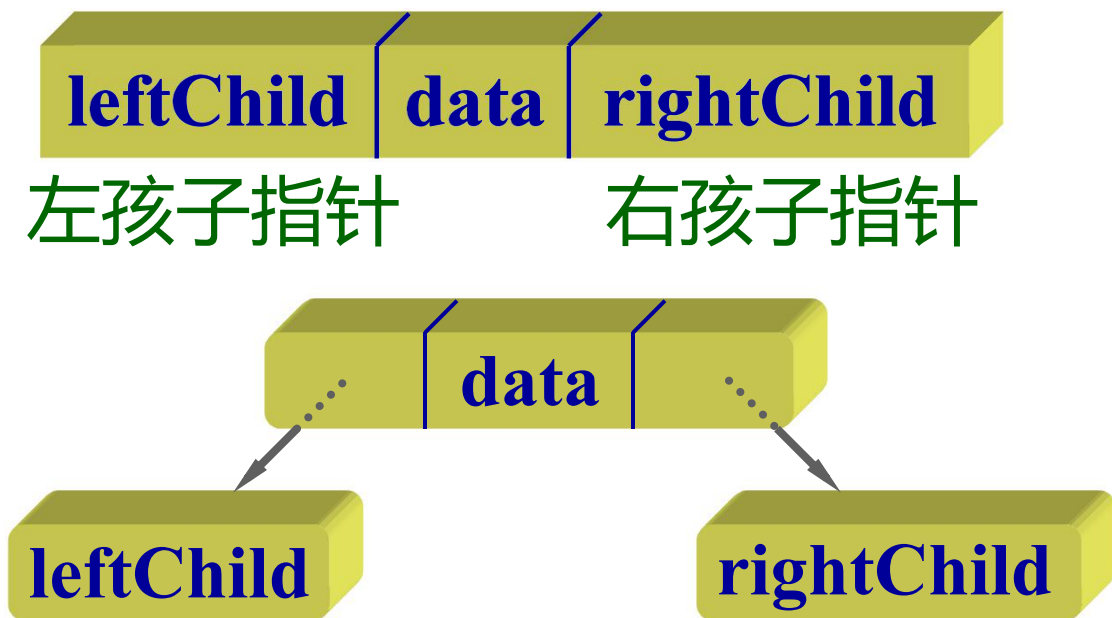 leftChild data rightChild
左孩子指针 右孩子指针
data
leftChild rightChild